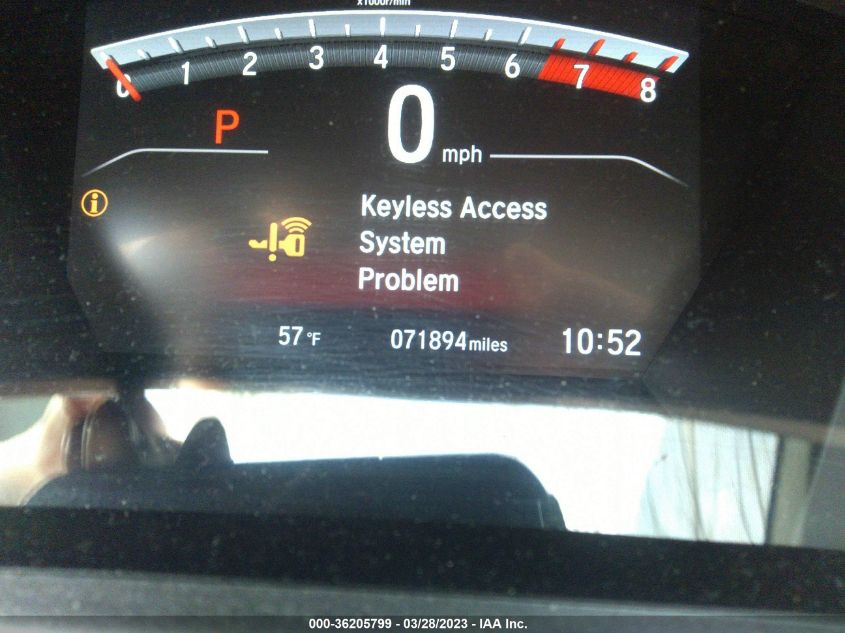 x1000r/min
0 1 2 3 4 5 6 7 8
P 0 mph
i
Keyless Access
System
Problem
57 °F 071894 miles 10:52
000-36205799 - 03/28/2023 - IAA Inc.